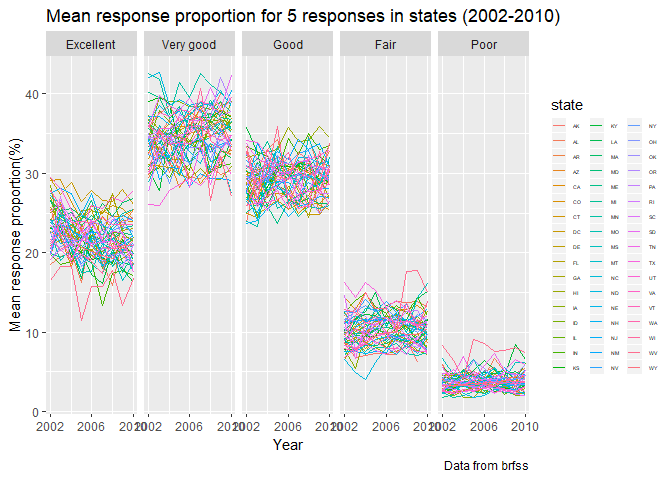 Mean response proportion for 5 responses in states (2002-2010)
Excellent Very good Good Fair Poor
Mean response proportion(%)
40
30
20
10
0
2002 2006 2010 2002 2006 2010 2002 2006 2010 2002 2006 2010 2002 2006 2010
Year
state
AK KY NY
AL LA OH
AR MA OK
AZ MD OR
CA ME PA
CO MI RI
CT MN SC
DC MO SD
DE MS TN
FL MT TX
GA NC UT
HI ND VA
IA NE VT
ID NH WA
IL NJ WI
IN NM WV
KS NV WY
Data from brfss